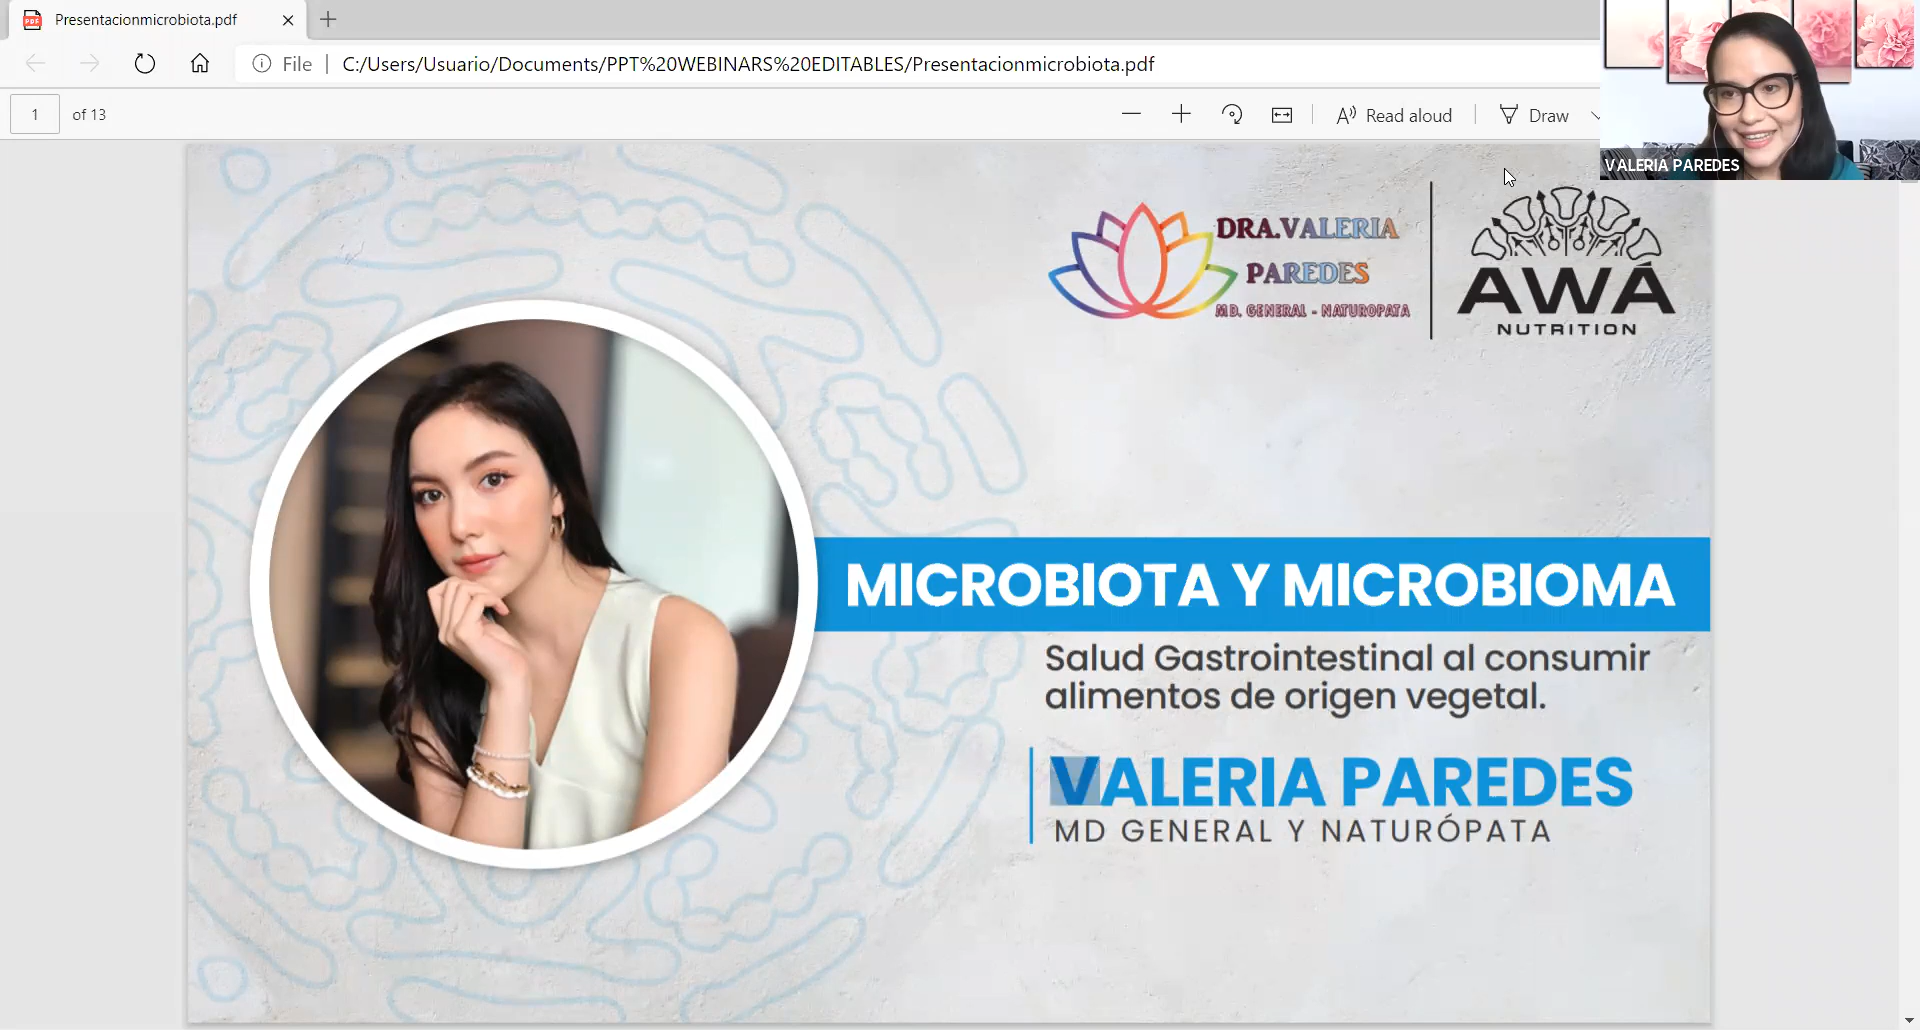 Presentacionmicrobiota.pdf
File
C:/Users/Usuario/Documents/PPT%20WEBINARS%20EDITABLES/Presentacionmicrobiota.pdf
1 of 13
Read aloud
Draw
VALERIA PAREDES
DRA.VALERIA
PAREDES
MD. GENERAL - NATUROPATA
AWÁ
NUTRITION
MICROBIOTA Y MICROBIOMA
Salud Gastrointestinal al consumir
alimentos de origen vegetal.
VALERIA PAREDES
MD GENERAL Y NATURÓPATA